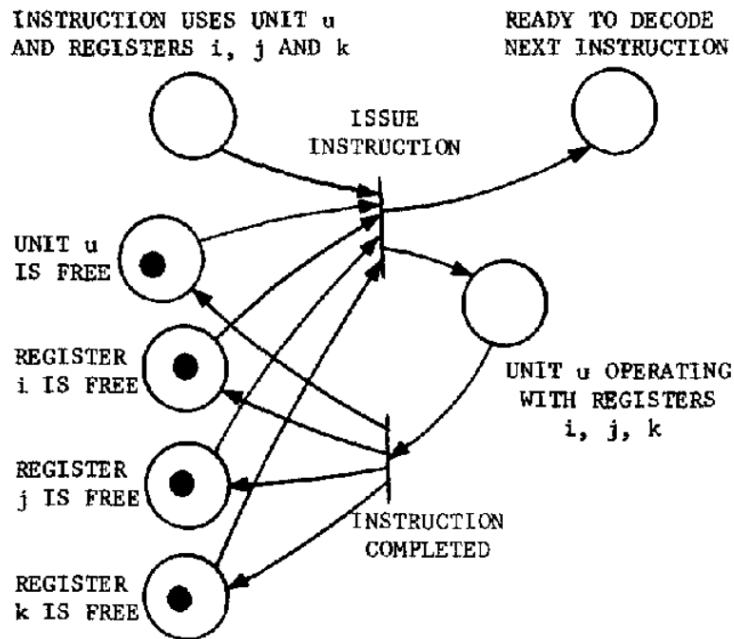 INSTRUCTION USES UNIT u
AND REGISTERS i, j AND k
READY TO DECODE
NEXT INSTRUCTION
ISSUE
INSTRUCTION
UNIT u
IS FREE
REGISTER
i IS FREE
UNIT u OPERATING
WITH REGISTERS
i, j, k
REGISTER
j IS FREE
INSTRUCTION
COMPLETED
REGISTER
k IS FREE